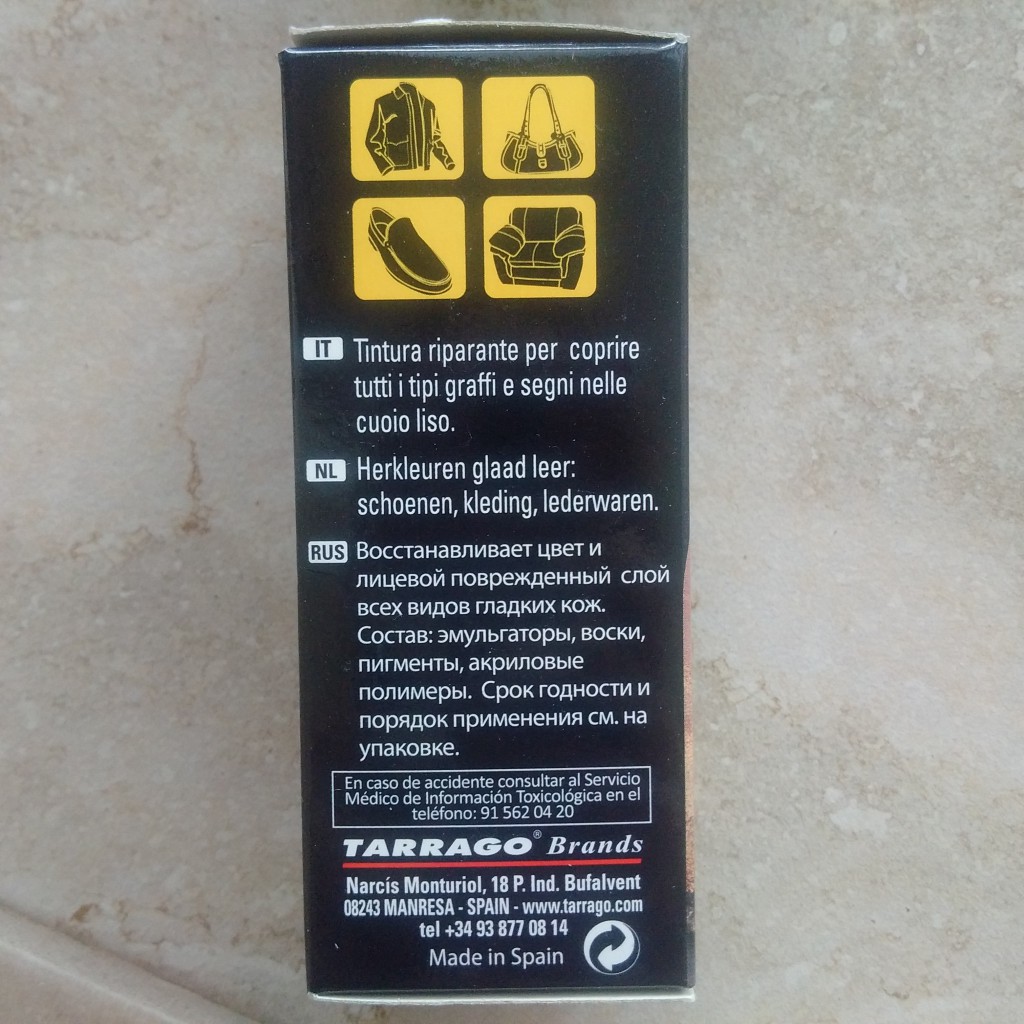 IT Tintura riparante per coprire
tutti i tipi graffi e segni nelle
cuoio liso.
NL Herkleuren glaad leer:
schoenen, kleding, lederwaren.
RUS Восстанавливает цвет и
лицевой поврежденный слой
всех видов гладких кож.
Состав: эмульгаторы, воски,
пигменты, акриловые
полимеры. Срок годности и
порядок применения см. на
упаковке.
En caso de accidente consultar al Servicio
Médico de Información Toxicológica en el
teléfono: 91 562 04 20
TARRAGO® Brands
Narcís Monturiol, 18 P. Ind. Bufalvent
08243 MANRESA - SPAIN - www.tarrago.com
tel +34 93 877 08 14
Made in Spain